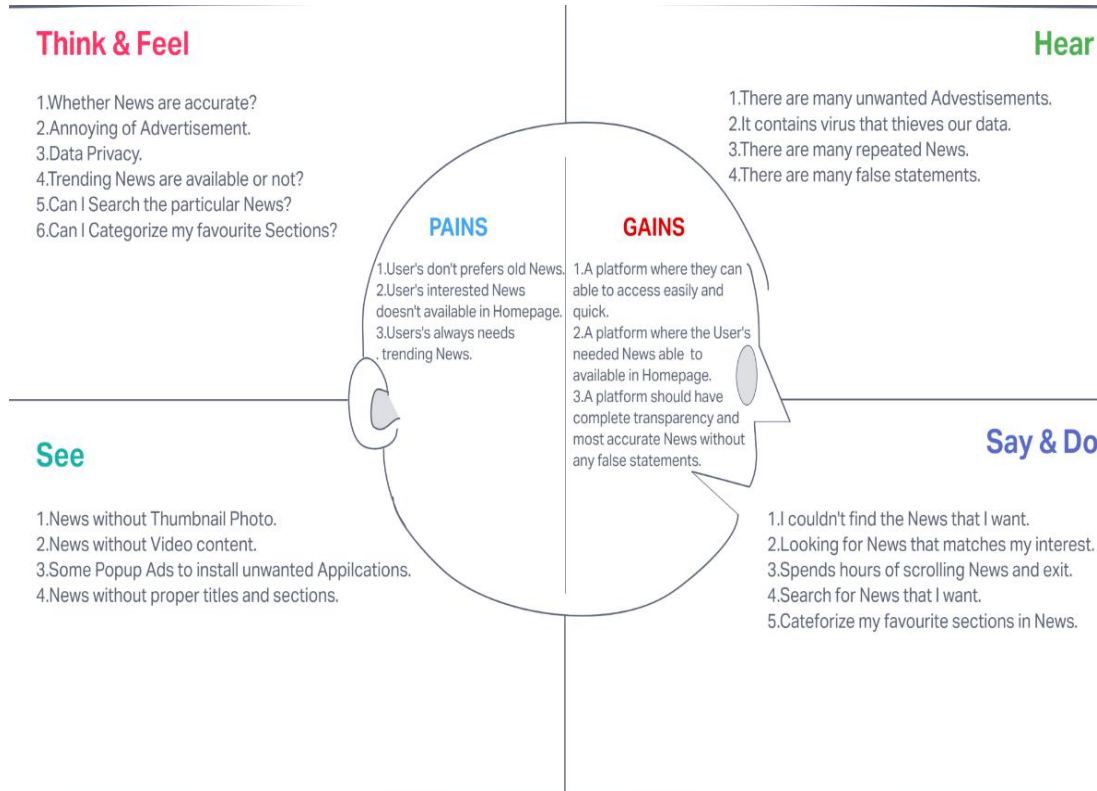 Think & Feel
1.Whether News are accurate?
2.Annoying of Advertisement.
3.Data Privacy.
4.Trending News are available or not?
5.Can I Search the particular News?
6.Can I Categorize my favourite Sections?
Hear
1.There are many unwanted Advestisements.
2.It contains virus that thieves our data.
3.There are many repeated News.
4.There are many false statements.
PAINS
1.User's don't prefers old News.
2.User's interested News
doesn't available in Homepage.
3.Users's always needs
. trending News.
GAINS
1.A platform where they can
able to access easily and
quick.
2.A platform where the User's
needed News able to
available in Homepage.
3.A platform should have
complete transparency and
most accurate News without
any false statements.
See
1.News without Thumbnail Photo.
2.News without Video content.
3.Some Popup Ads to install unwanted Appilcations.
4.News without proper titles and sections.
Say & Do
1.I couldn't find the News that I want.
2.Looking for News that matches my interest.
3.Spends hours of scrolling News and exit.
4.Search for News that I want.
5.Cateforize my favourite sections in News.